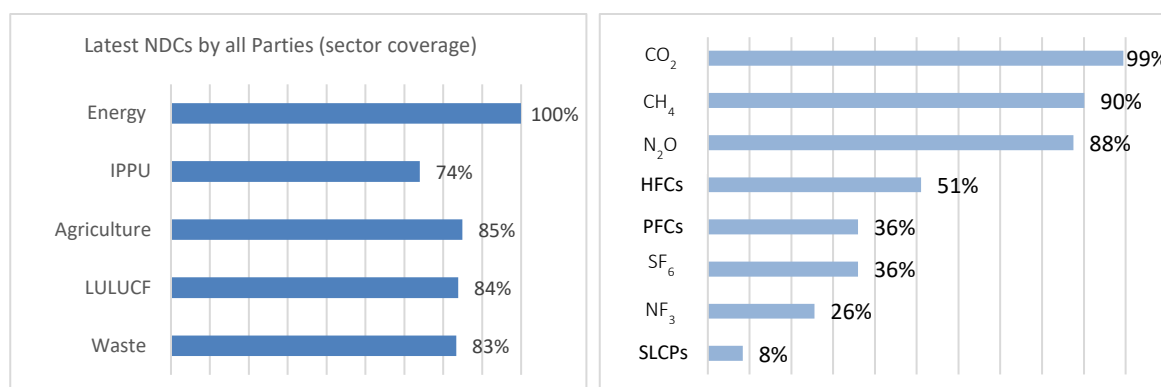 Latest NDCs by all Parties (sector coverage)
Energy 100%
IPPU 74%
Agriculture 85%
LULUCF 84%
Waste 83%
CO₂ 99%
CH₄ 90%
N₂O 88%
HFCs 51%
PFCs 36%
SF₆ 36%
NF₃ 26%
SLCPs 8%